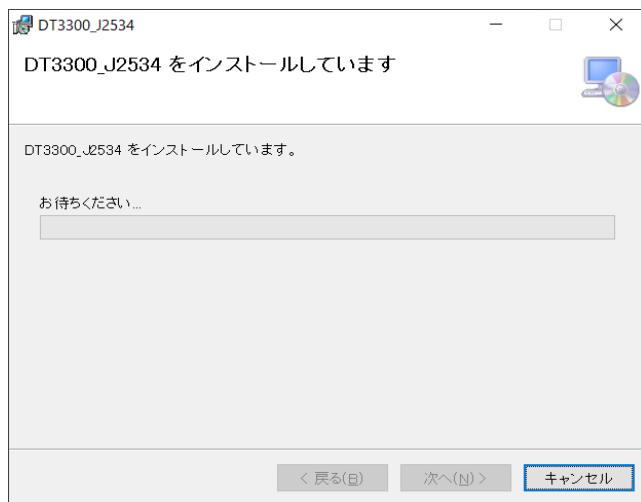 DT3300_J2534
DT3300_J2534 をインストールしています
DT3300_J2534 をインストールしています。
お待ちください...
< 戻る(B)
次へ(N) >
キャンセル